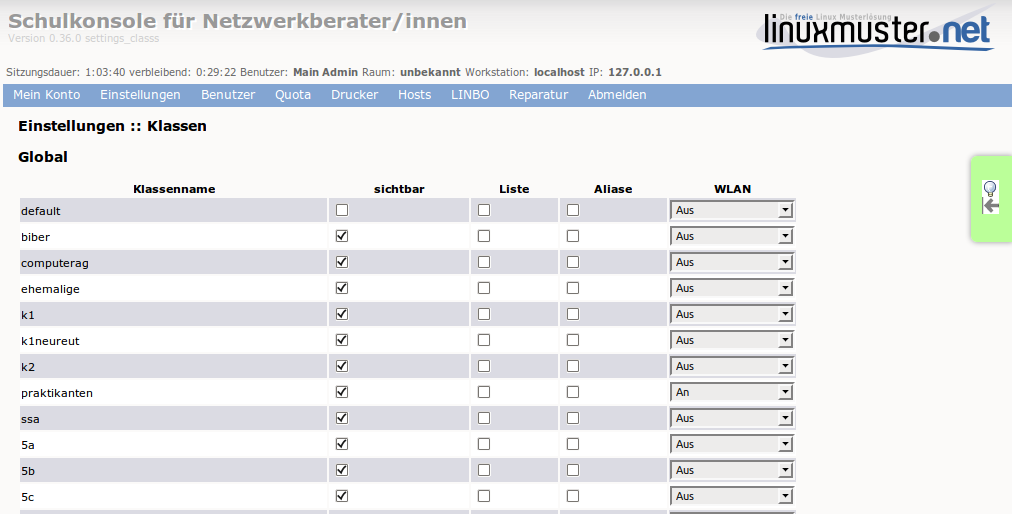 Schulkonsole für Netzwerkberater/innen
Version 0.36.0 settings_classs
Die freie Linux Musterlösung
linuxmuster.net
Sitzungsdauer: 1:03:40 verbleibend: 0:29:22 Benutzer: Main Admin Raum: unbekannt Workstation: localhost IP: 127.0.0.1
Mein Konto Einstellungen Benutzer Quota Drucker Hosts LINBO Reparatur Abmelden
Einstellungen :: Klassen
Global
Klassenname sichtbar Liste Aliase WLAN
default Aus
biber Aus
computerag Aus
ehemalige Aus
k1 Aus
k1neureut Aus
k2 Aus
praktikanten An
ssa Aus
5a Aus
5b Aus
5c Aus